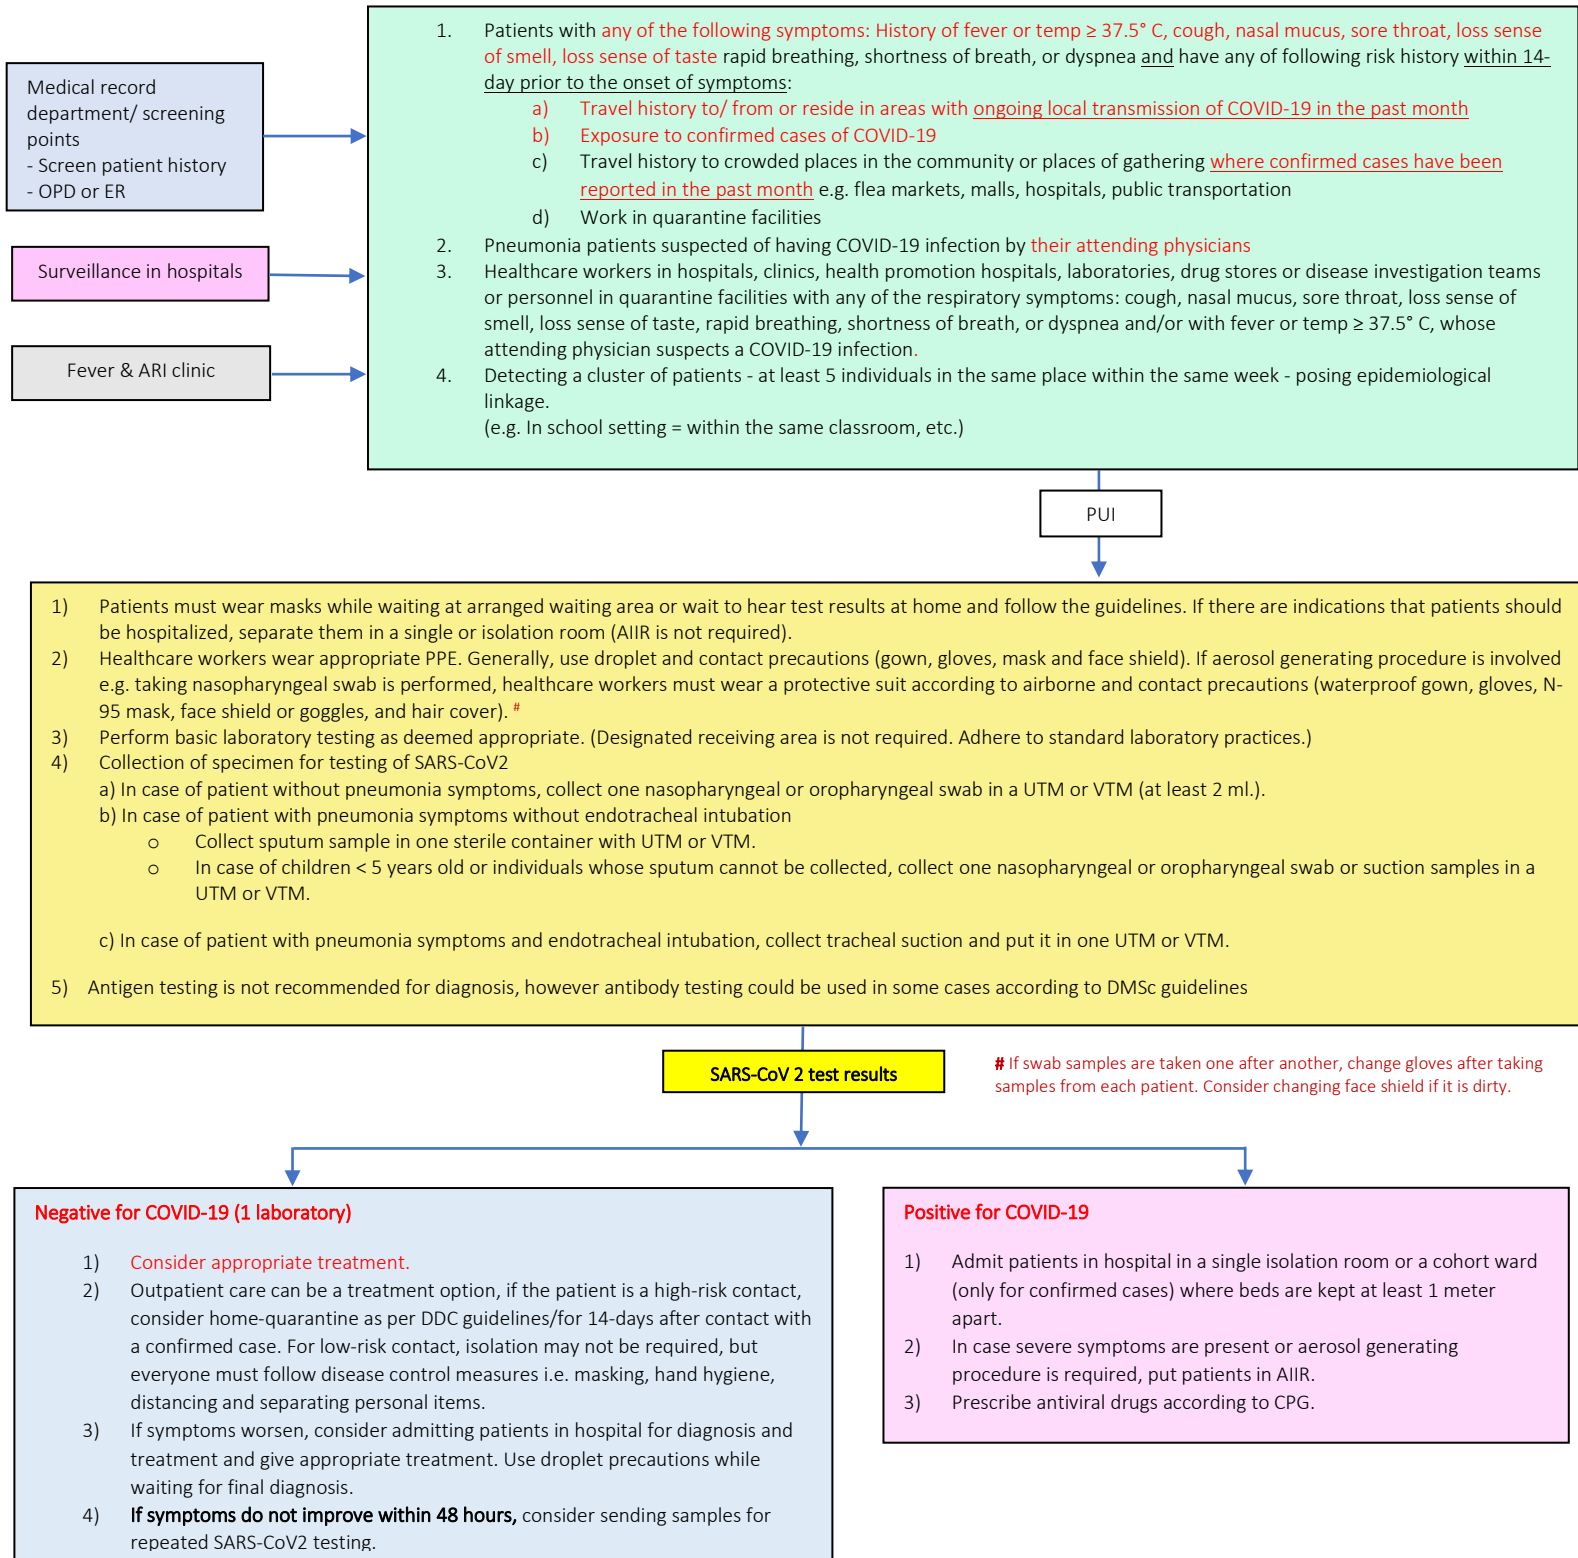 Medical record
department/ screening
points
- Screen patient history
- OPD or ER
Surveillance in hospitals
Fever & ARI clinic
1. Patients with any of the following symptoms: History of fever or temp ≥ 37.5° C, cough, nasal mucus, sore throat, loss sense
of smell, loss sense of taste rapid breathing, shortness of breath, or dyspnea and have any of following risk history within 14-
day prior to the onset of symptoms:
a) Travel history to/ from or reside in areas with ongoing local transmission of COVID-19 in the past month
b) Exposure to confirmed cases of COVID-19
c) Travel history to crowded places in the community or places of gathering where confirmed cases have been
reported in the past month e.g. flea markets, malls, hospitals, public transportation
d) Work in quarantine facilities
2. Pneumonia patients suspected of having COVID-19 infection by their attending physicians
3. Healthcare workers in hospitals, clinics, health promotion hospitals, laboratories, drug stores or disease investigation teams
or personnel in quarantine facilities with any of the respiratory symptoms: cough, nasal mucus, sore throat, loss sense of
smell, loss sense of taste, rapid breathing, shortness of breath, or dyspnea and/or with fever or temp ≥ 37.5° C, whose
attending physician suspects a COVID-19 infection.
4. Detecting a cluster of patients - at least 5 individuals in the same place within the same week - posing epidemiological
linkage.
(e.g. In school setting = within the same classroom, etc.)
PUI
1) Patients must wear masks while waiting at arranged waiting area or wait to hear test results at home and follow the guidelines. If there are indications that patients should
be hospitalized, separate them in a single or isolation room (AIIR is not required).
2) Healthcare workers wear appropriate PPE. Generally, use droplet and contact precautions (gown, gloves, mask and face shield). If aerosol generating procedure is involved
e.g. taking nasopharyngeal swab is performed, healthcare workers must wear a protective suit according to airborne and contact precautions (waterproof gown, gloves, N-
95 mask, face shield or goggles, and hair cover). #
3) Perform basic laboratory testing as deemed appropriate. (Designated receiving area is not required. Adhere to standard laboratory practices.)
4) Collection of specimen for testing of SARS-CoV2
a) In case of patient without pneumonia symptoms, collect one nasopharyngeal or oropharyngeal swab in a UTM or VTM (at least 2 ml.).
b) In case of patient with pneumonia symptoms without endotracheal intubation
o Collect sputum sample in one sterile container with UTM or VTM.
o In case of children < 5 years old or individuals whose sputum cannot be collected, collect one nasopharyngeal or oropharyngeal swab or suction samples in a
UTM or VTM.
c) In case of patient with pneumonia symptoms and endotracheal intubation, collect tracheal suction and put it in one UTM or VTM.
5) Antigen testing is not recommended for diagnosis, however antibody testing could be used in some cases according to DMSc guidelines
SARS-CoV 2 test results
# If swab samples are taken one after another, change gloves after taking
samples from each patient. Consider changing face shield if it is dirty.
Negative for COVID-19 (1 laboratory)
1) Consider appropriate treatment.
2) Outpatient care can be a treatment option, if the patient is a high-risk contact,
consider home-quarantine as per DDC guidelines/for 14-days after contact with
a confirmed case. For low-risk contact, isolation may not be required, but
everyone must follow disease control measures i.e. masking, hand hygiene,
distancing and separating personal items.
3) If symptoms worsen, consider admitting patients in hospital for diagnosis and
treatment and give appropriate treatment. Use droplet precautions while
waiting for final diagnosis.
4) If symptoms do not improve within 48 hours, consider sending samples for
repeated SARS-CoV2 testing.
Positive for COVID-19
1) Admit patients in hospital in a single isolation room or a cohort ward
(only for confirmed cases) where beds are kept at least 1 meter
apart.
2) In case severe symptoms are present or aerosol generating
procedure is required, put patients in AIIR.
3) Prescribe antiviral drugs according to CPG.